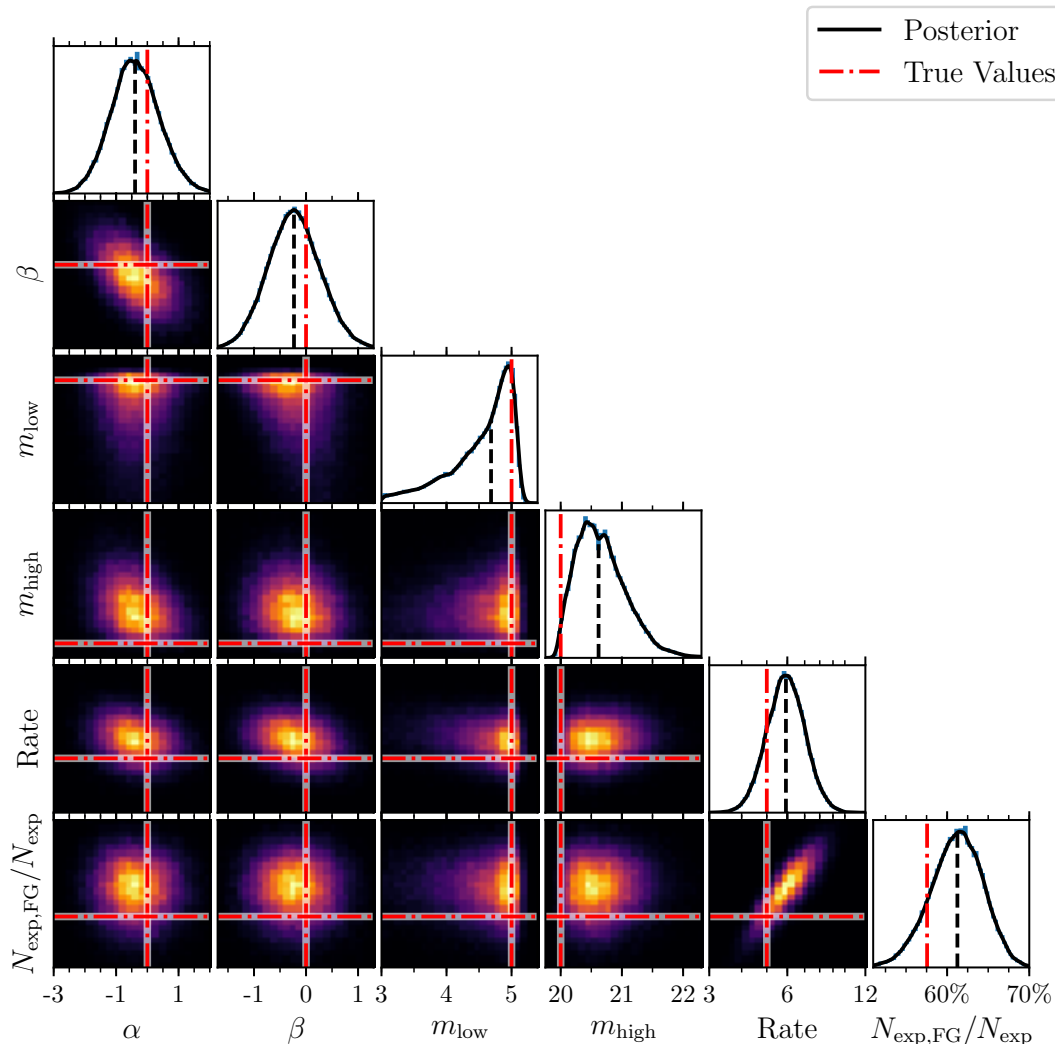 Posterior
True Values
β
m_low
m_high
Rate
N_exp,FG/N_exp
-3 -1 1
-1 0 1
3 4 5
20 21 22
3 6 12
60% 70%
α
β
m_low
m_high
Rate
N_exp,FG/N_exp